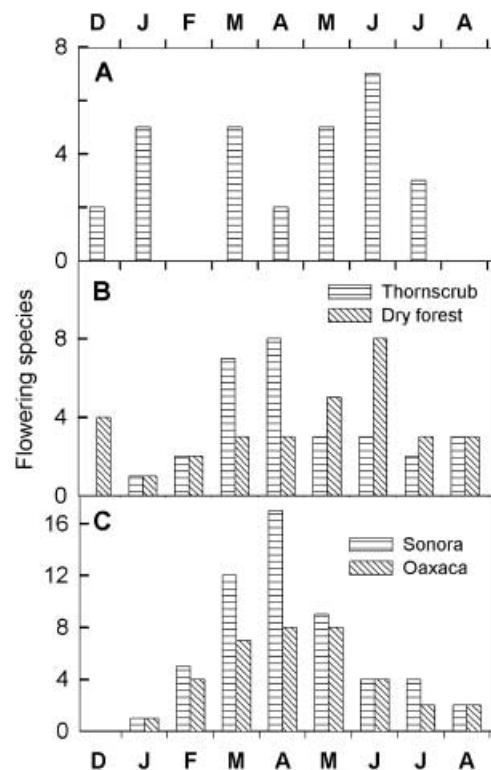 D J F M A M J J A
8
A
4
0
B
Thornscrub
Dry forest
8
4
0
C
16
Sonora
Oaxaca
12
8
4
0
D J F M A M J J A
Flowering species